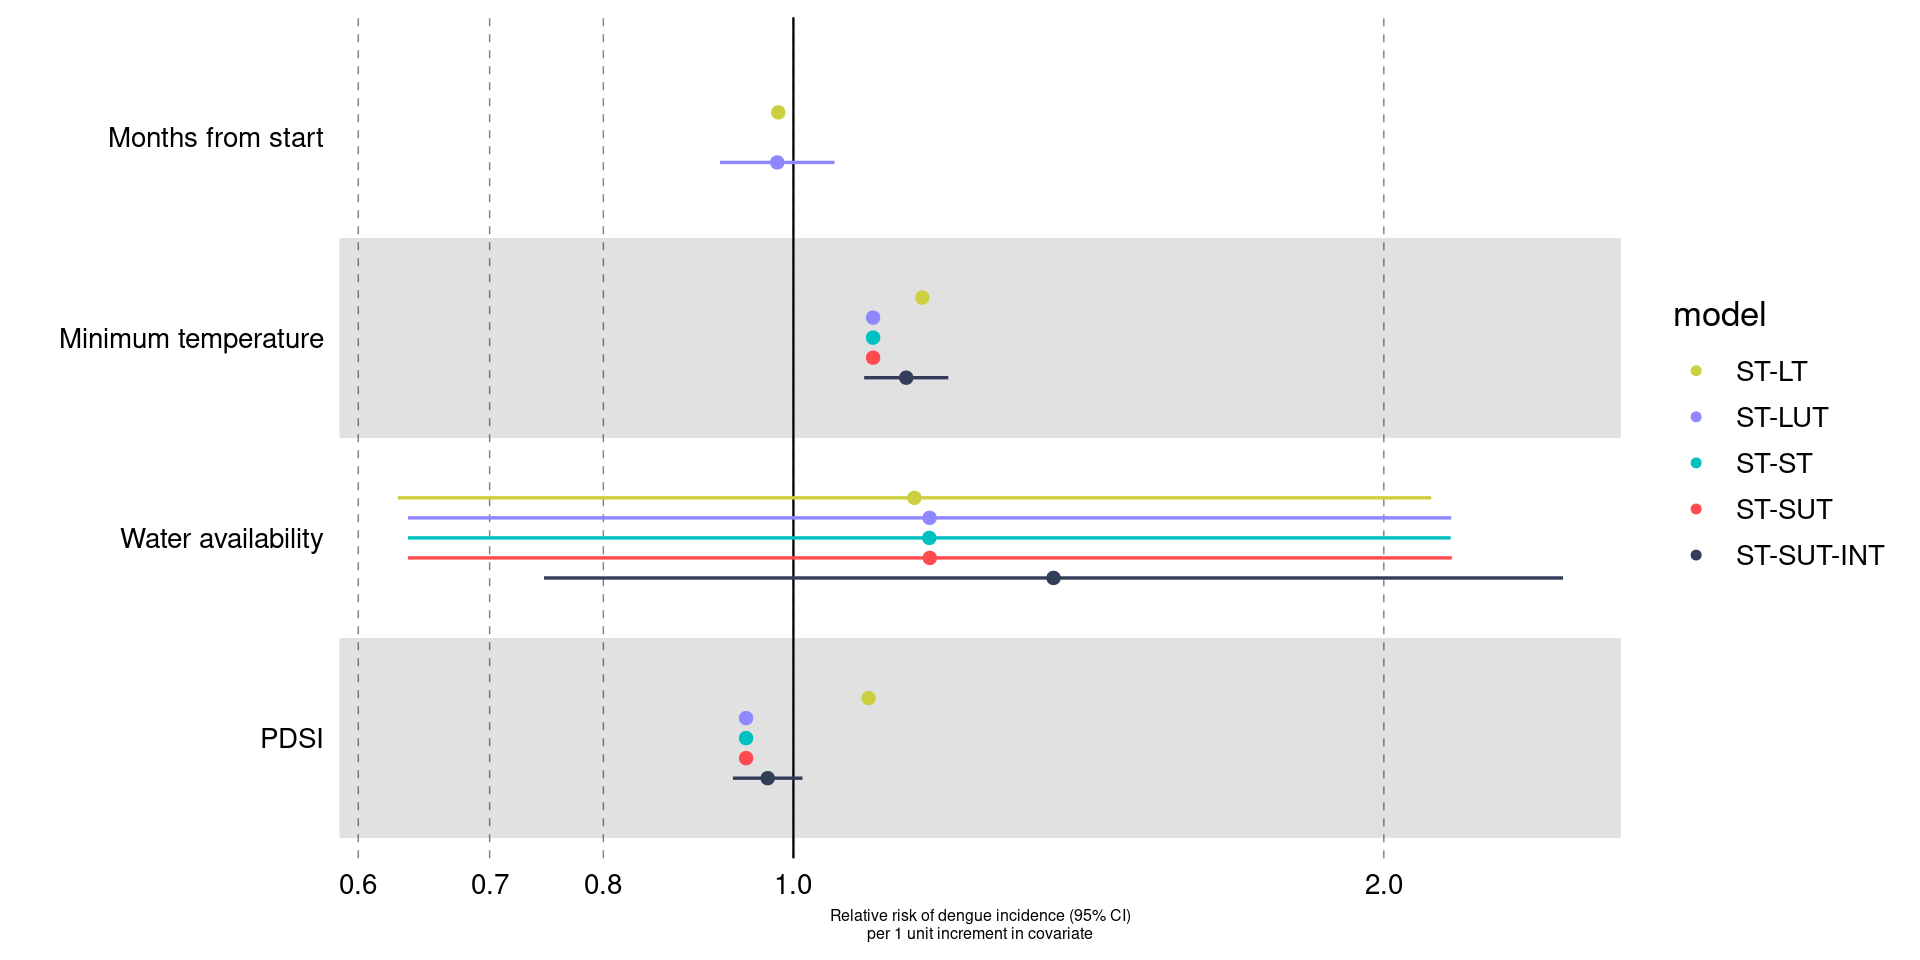 Months from start
Minimum temperature
Water availability
PDSI
0.6 0.7 0.8 1.0 2.0
Relative risk of dengue incidence (95% CI)
per 1 unit increment in covariate
model
ST-LT
ST-LUT
ST-ST
ST-SUT
ST-SUT-INT